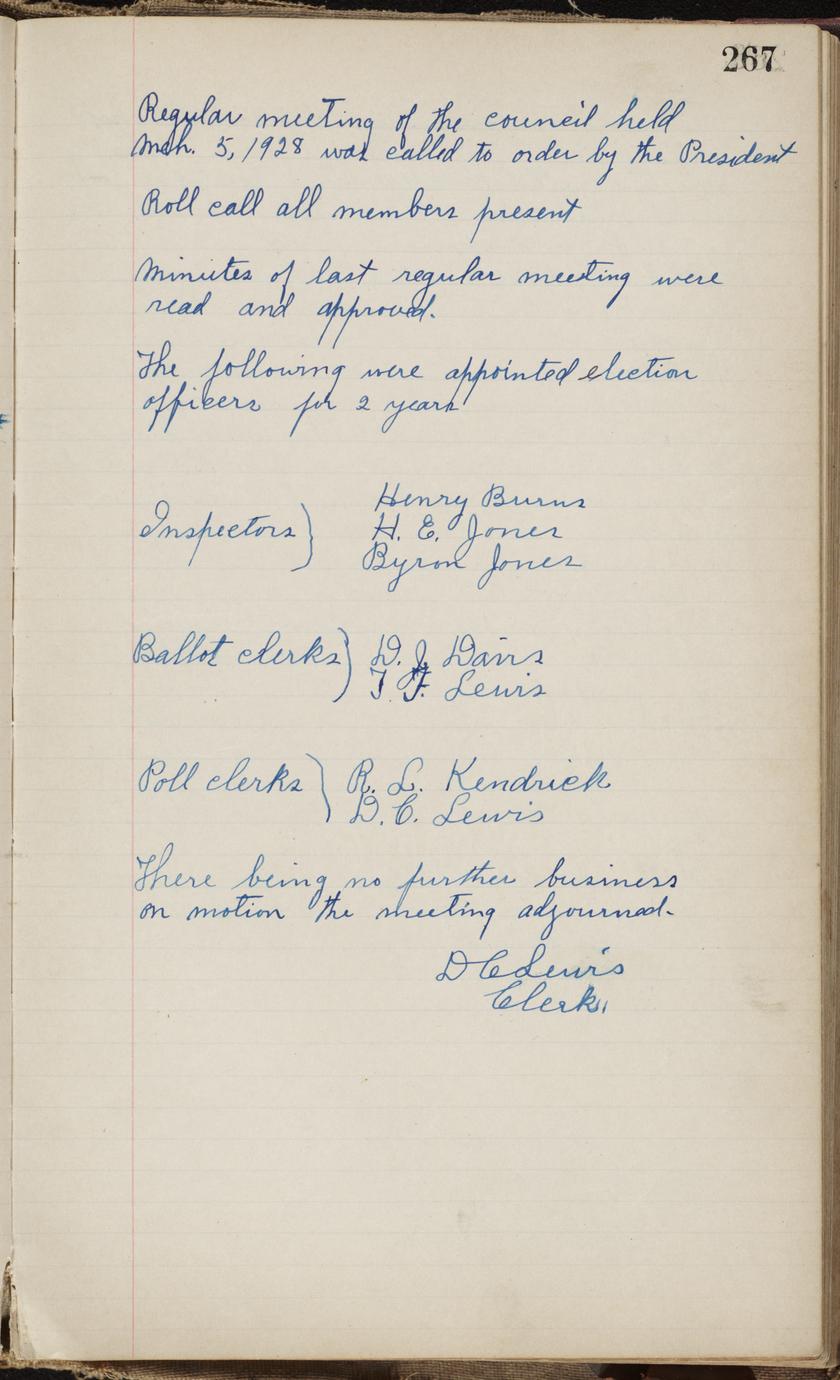 267
Regular meeting of the council held
Mch. 5, 1928 was called to order by the President
Roll call all members present
Minutes of last regular meeting were
read and approved.
The following were appointed election
officers for 2 years
Henry Burns
Inspectors} H. E. Jones
Byron Jones
Ballot clerks} D. J. Davis
T. F. Lewis
Poll clerks} R. L. Kendrick
D. C. Lewis
There being no further business
on motion the meeting adjourned.
D C Lewis
Clerk